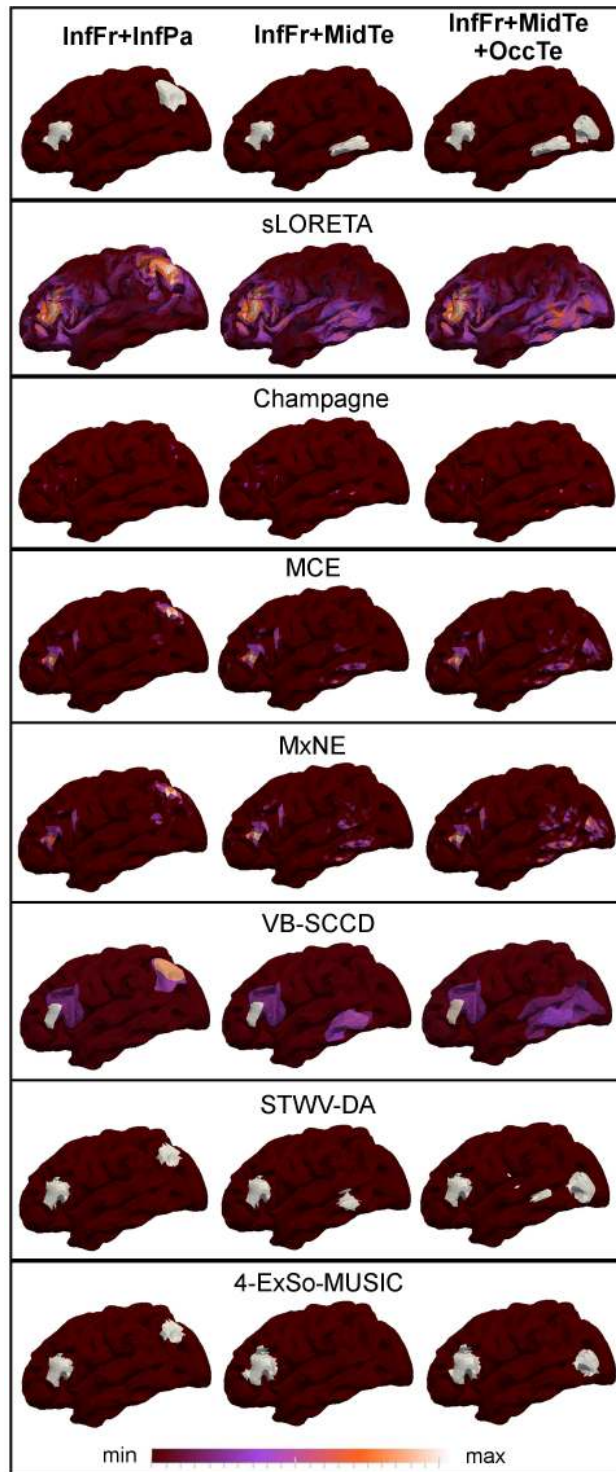 InfFr+InfPa InfFr+MidTe InfFr+MidTe
+OccTe
sLORETA
Champagne
MCE
MxNE
VB-SCCD
STWV-DA
4-ExSo-MUSIC
min max